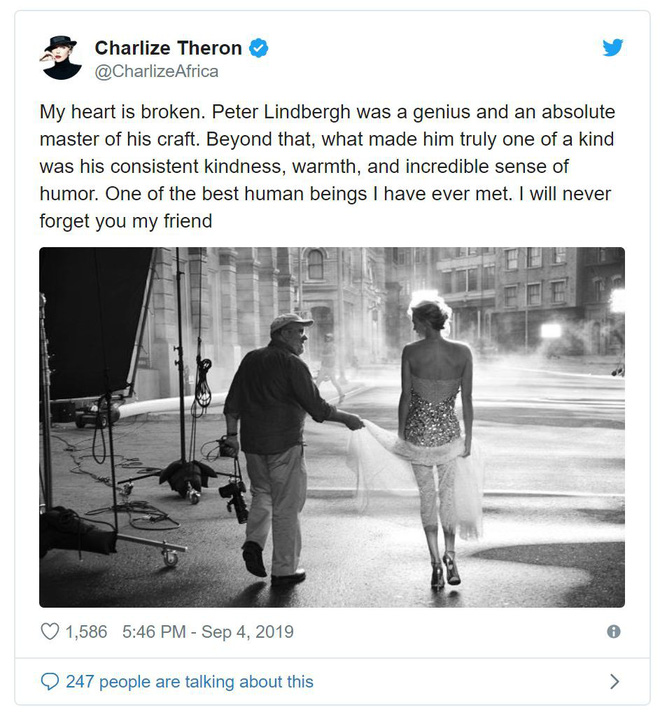 Charlize Theron
@CharlizeAfrica
My heart is broken. Peter Lindbergh was a genius and an absolute
master of his craft. Beyond that, what made him truly one of a kind
was his consistent kindness, warmth, and incredible sense of
humor. One of the best human beings I have ever met. I will never
forget you my friend
1,586 5:46 PM - Sep 4, 2019
247 people are talking about this